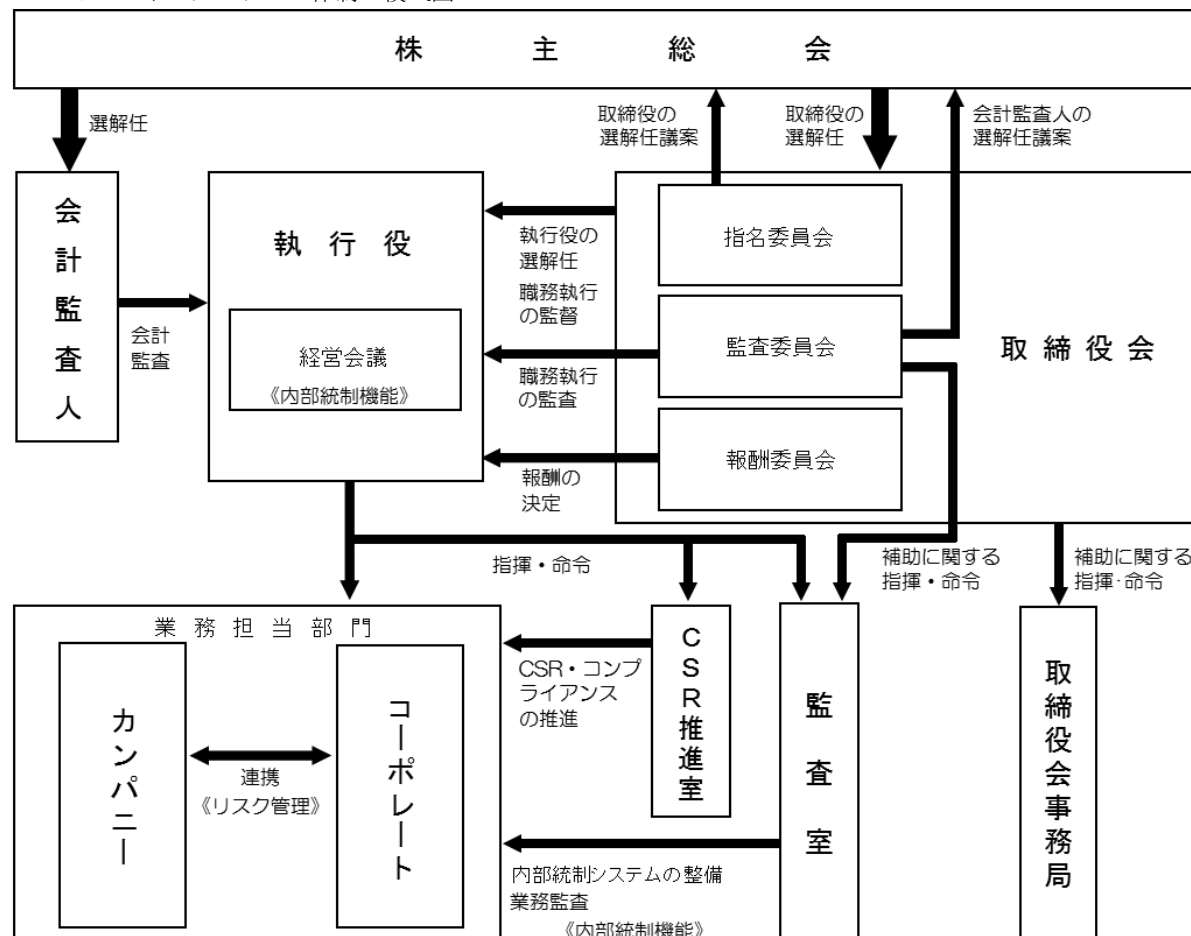 株主総会
選解任
取締役の
選解任議案
取締役の
選解任
会計監査人の
選解任議案
会計監査人
執行役
執行役の
選解任
職務執行
の監督
指名委員会
会計
監査
経営会議
《内部統制機能》
職務執行
の監査
監査委員会
取締役会
報酬の
決定
報酬委員会
指揮・命令
補助に関する
指揮・命令
補助に関する
指揮・命令
業務担当部門
カンパニー
連携
《リスク管理》
コーポレート
CSR・コンプ
ライアンス
の推進
CSR推進室
監査室
取締役会事務局
内部統制システムの整備
業務監査
《内部統制機能》